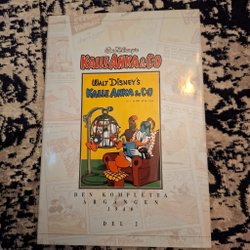 Walt Disney's
KALLE ANKA & CO
WALT DISNEY'S
KALLE ANKA & CO
DEN KOMPLETTA
ÅRGÅNGEN
DEL 2